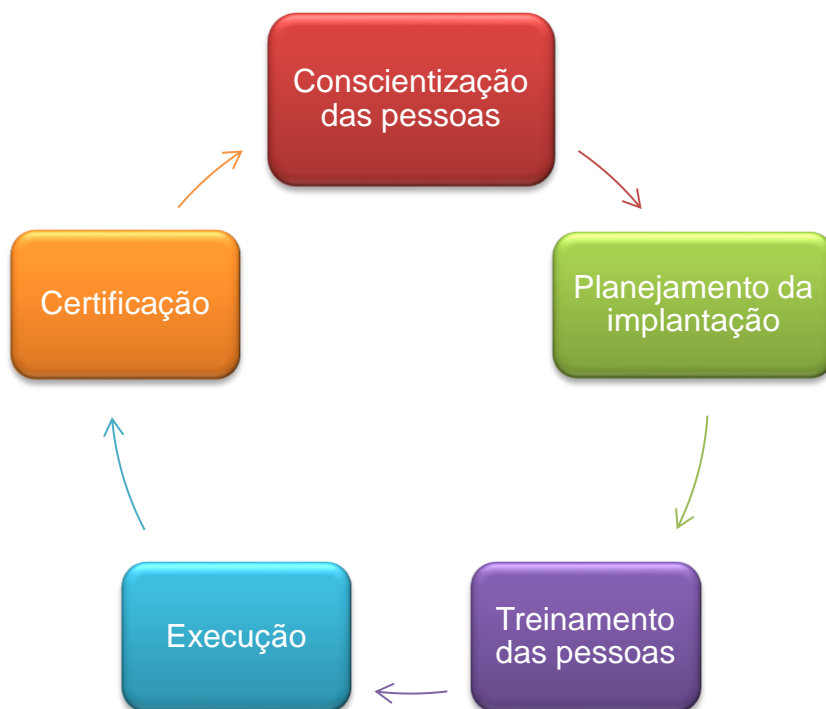 Conscientização
das pessoas
Planejamento da
implantação
Treinamento
das pessoas
Execução
Certificação